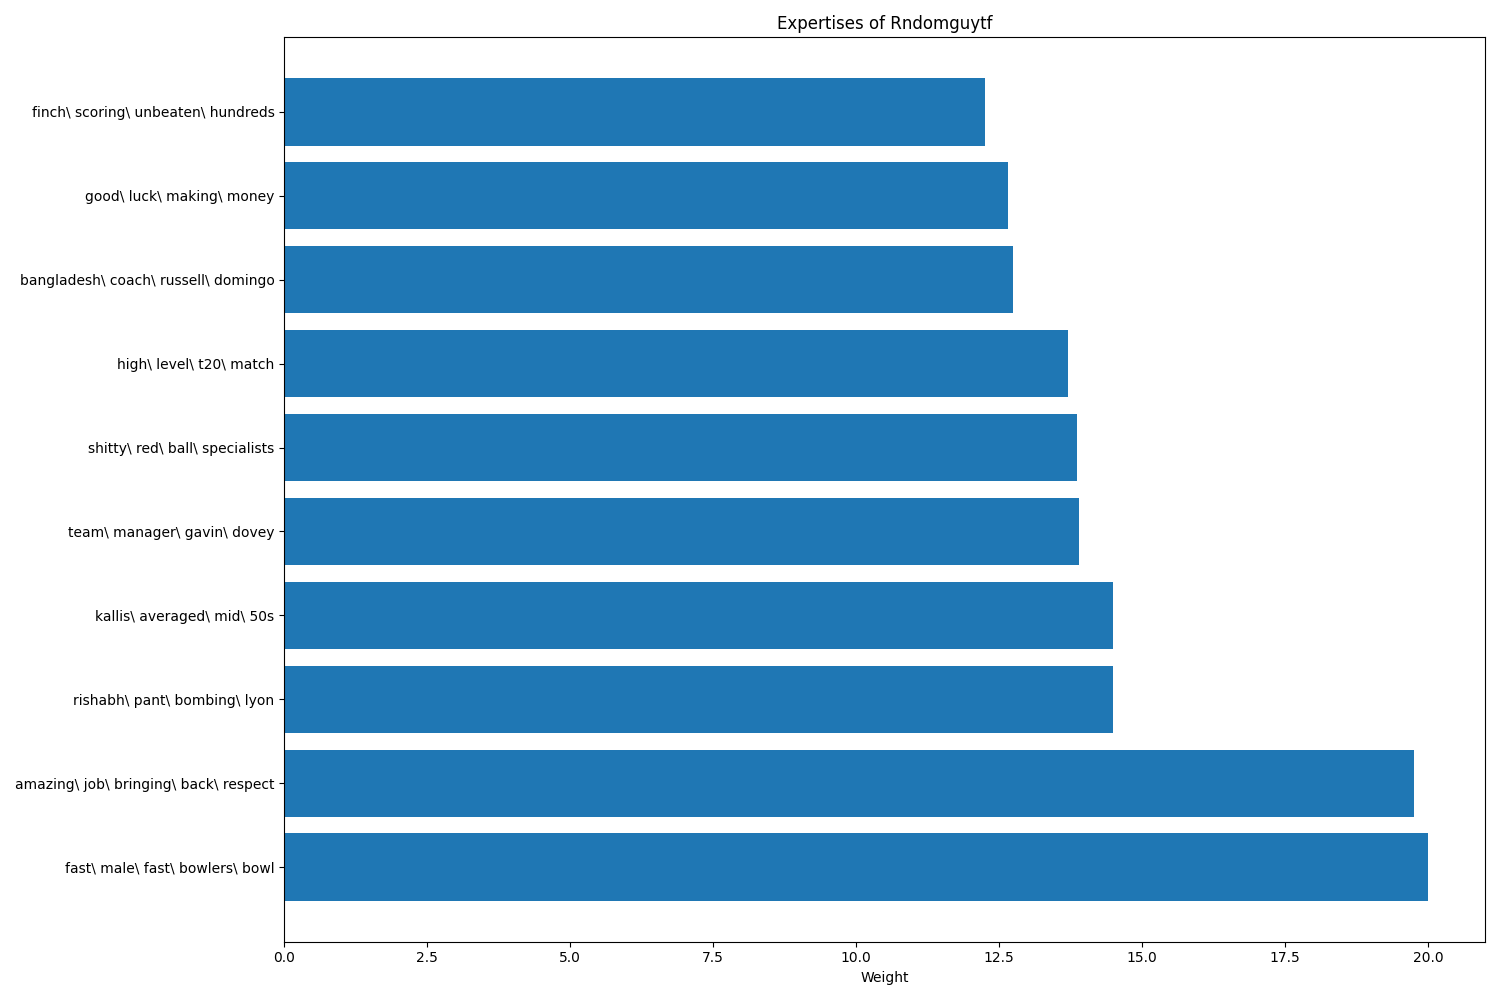 Expertises of Rndomguytf
finch\ scoring\ unbeaten\ hundreds
good\ luck\ making\ money
bangladesh\ coach\ russell\ domingo
high\ level\ t20\ match
shitty\ red\ ball\ specialists
team\ manager\ gavin\ dovey
kallis\ averaged\ mid\ 50s
rishabh\ pant\ bombing\ lyon
amazing\ job\ bringing\ back\ respect
fast\ male\ fast\ bowlers\ bowl
0.0 2.5 5.0 7.5 10.0 12.5 15.0 17.5 20.0
Weight